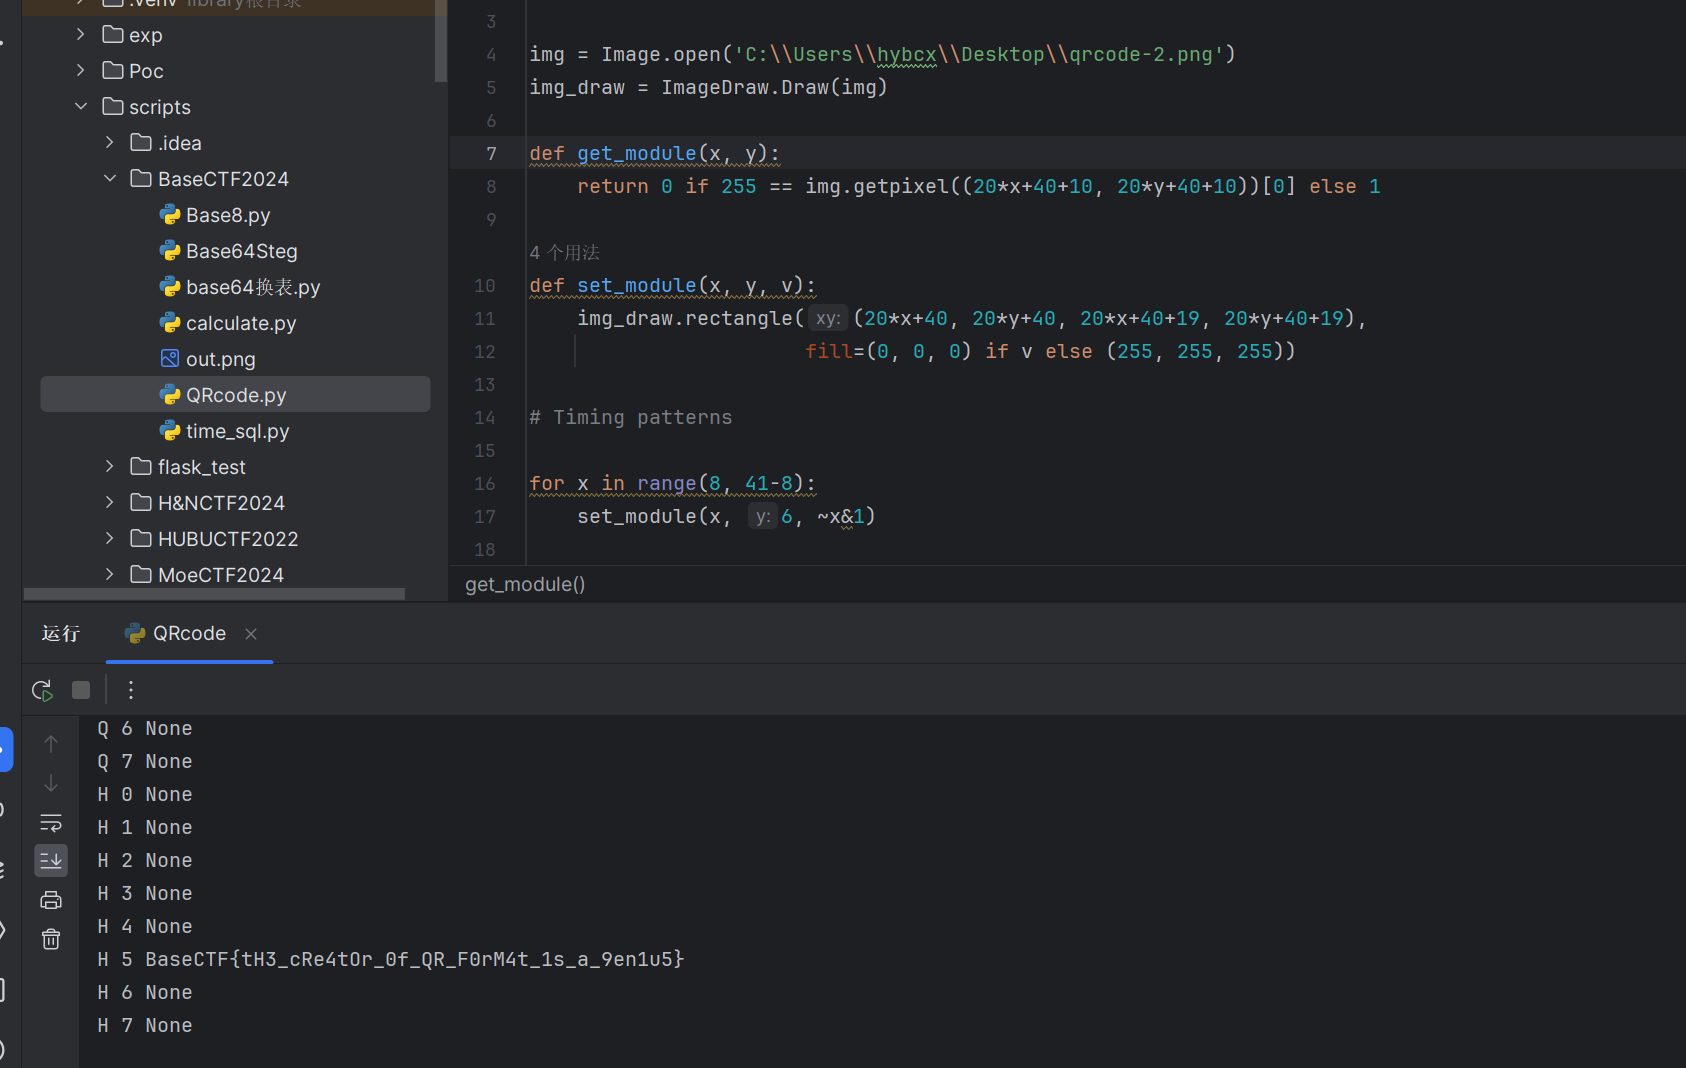 .venv library根目录
exp
Poc
scripts
.idea
BaseCTF2024
Base8.py
Base64Steg
base64换表.py
calculate.py
out.png
QRcode.py
time_sql.py
flask_test
H&NCTF2024
HUBUCTF2022
MoeCTF2024
3
4 img = Image.open('C:\\Users\\hybcx\\Desktop\\qrcode-2.png')
5 img_draw = ImageDraw.Draw(img)
6
7 def get_module(x, y):
8 return 0 if 255 == img.getpixel((20*x+40+10, 20*y+40+10))[0] else 1
9
4 个用法
10 def set_module(x, y, v):
11 img_draw.rectangle( xy: (20*x+40, 20*y+40, 20*x+40+19, 20*y+40+19),
12 fill=(0, 0, 0) if v else (255, 255, 255))
13
14 # Timing patterns
15
16 for x in range(8, 41-8):
17 set_module(x, y: 6, ~x&1)
18
get_module()
运行 QRcode
Q 6 None
Q 7 None
H 0 None
H 1 None
H 2 None
H 3 None
H 4 None
H 5 BaseCTF{tH3_cRe4tOr_0f_QR_F0rM4t_1s_a_9en1u5}
H 6 None
H 7 None